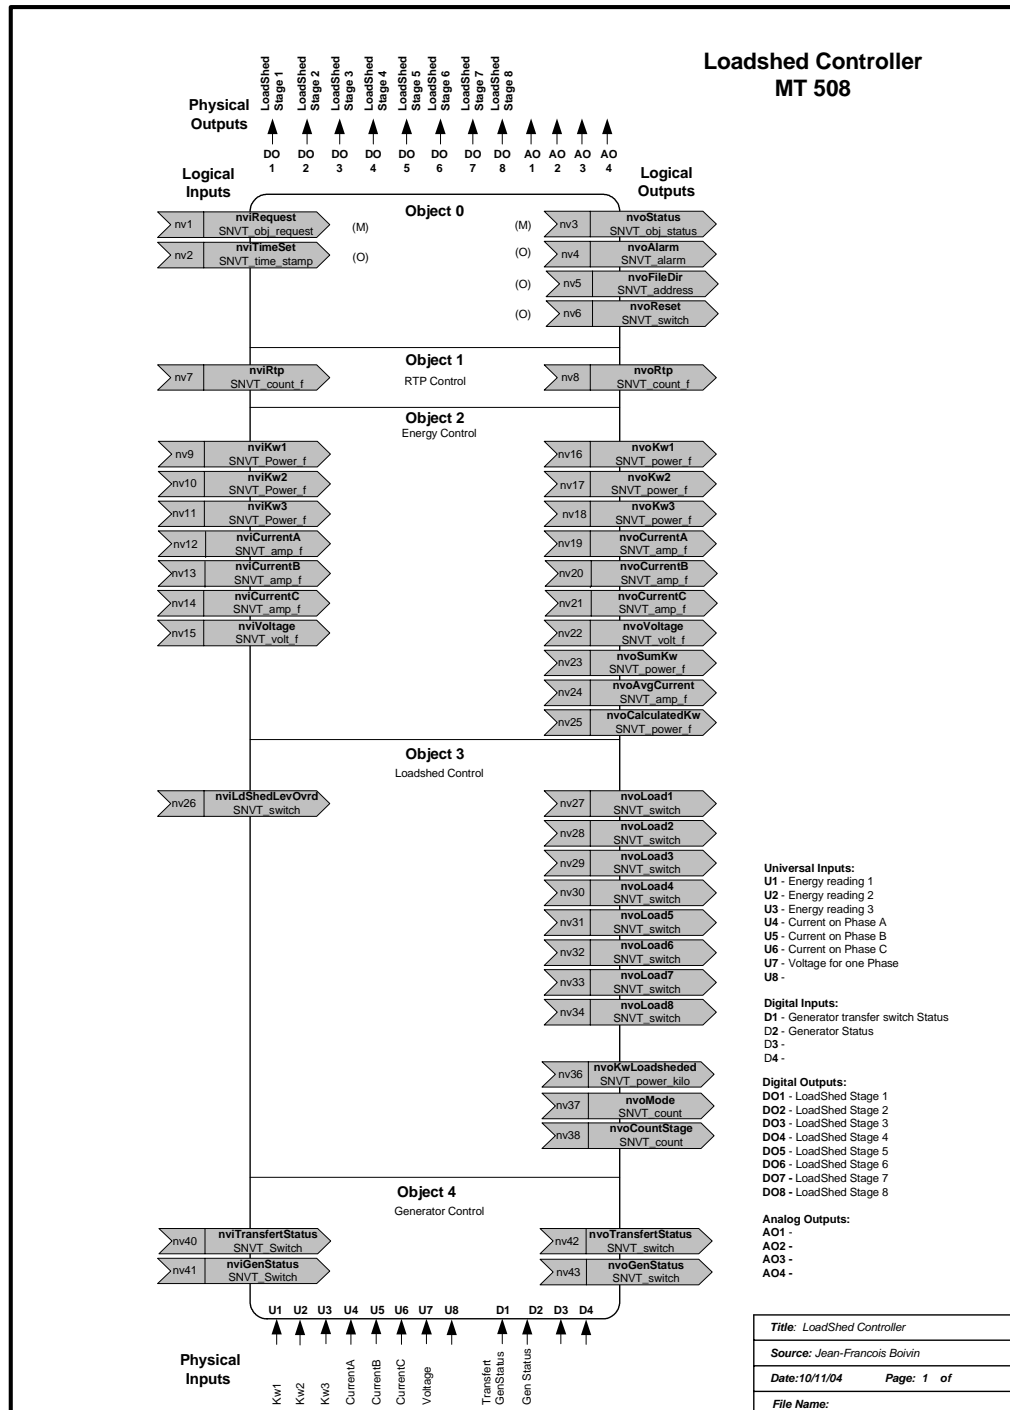 Loadshed Controller
MT 508
Physical
Outputs
LoadShed
Stage 1
LoadShed
Stage 2
LoadShed
Stage 3
LoadShed
Stage 4
LoadShed
Stage 5
LoadShed
Stage 6
LoadShed
Stage 7
LoadShed
Stage 8
DO DO DO DO DO DO DO DO AO AO AO AO
1 2 3 4 5 6 7 8 1 2 3 4
Logical
Inputs
Logical
Outputs
Object 0
nv1 nviRequest
SNVT_obj_request
(M)
(M)
nv3 nvoStatus
SNVT_obj_status
nv2 nviTimeSet
SNVT_time_stamp
(O)
(O)
nv4 nvoAlarm
SNVT_alarm
(O)
nv5 nvoFileDir
SNVT_address
(O)
nv6 nvoReset
SNVT_switch
Object 1
RTP Control
nv7 nviRtp
SNVT_count_f
nv8 nvoRtp
SNVT_count_f
Object 2
Energy Control
nv9 nviKw1
SNVT_Power_f
nv10 nviKw2
SNVT_Power_f
nv11 nviKw3
SNVT_Power_f
nv12 nviCurrentA
SNVT_amp_f
nv13 nviCurrentB
SNVT_amp_f
nv14 nviCurrentC
SNVT_amp_f
nv15 nviVoltage
SNVT_volt_f
nv16 nvoKw1
SNVT_power_f
nv17 nvoKw2
SNVT_power_f
nv18 nvoKw3
SNVT_power_f
nv19 nvoCurrentA
SNVT_amp_f
nv20 nvoCurrentB
SNVT_amp_f
nv21 nvoCurrentC
SNVT_amp_f
nv22 nvoVoltage
SNVT_volt_f
nv23 nvoSumKw
SNVT_power_f
nv24 nvoAvgCurrent
SNVT_amp_f
nv25 nvoCalculatedKw
SNVT_power_f
Object 3
Loadshed Control
nv26 nviLdShedLevOvrd
SNVT_switch
nv27 nvoLoad1
SNVT_switch
nv28 nvoLoad2
SNVT_switch
nv29 nvoLoad3
SNVT_switch
nv30 nvoLoad4
SNVT_switch
nv31 nvoLoad5
SNVT_switch
nv32 nvoLoad6
SNVT_switch
nv33 nvoLoad7
SNVT_switch
nv34 nvoLoad8
SNVT_switch
nv36 nvoKwLoadsheded
SNVT_power_kilo
nv37 nvoMode
SNVT_count
nv38 nvoCountStage
SNVT_count
Object 4
Generator Control
nv40 nviTransfertStatus
SNVT_Switch
nv41 nviGenStatus
SNVT_Switch
nv42 nvoTransfertStatus
SNVT_switch
nv43 nvoGenStatus
SNVT_switch
U1 U2 U3 U4 U5 U6 U7 U8 D1 D2 D3 D4
Physical
Inputs
Kw1
Kw2
Kw3
CurrentA
CurrentB
CurrentC
Voltage
Transfert
GenStatus
Gen Status
Universal Inputs:
U1 - Energy reading 1
U2 - Energy reading 2
U3 - Energy reading 3
U4 - Current on Phase A
U5 - Current on Phase B
U6 - Current on Phase C
U7 - Voltage for one Phase
U8 -
Digital Inputs:
D1 - Generator transfer switch Status
D2 - Generator Status
D3 -
D4 -
Digital Outputs:
DO1 - LoadShed Stage 1
DO2 - LoadShed Stage 2
DO3 - LoadShed Stage 3
DO4 - LoadShed Stage 4
DO5 - LoadShed Stage 5
DO6 - LoadShed Stage 6
DO7 - LoadShed Stage 7
DO8 - LoadShed Stage 8
Analog Outputs:
AO1 -
AO2 -
AO3 -
AO4 -
Title: LoadShed Controller
Source: Jean-Francois Boivin
Date:10/11/04 Page: 1 of
File Name: